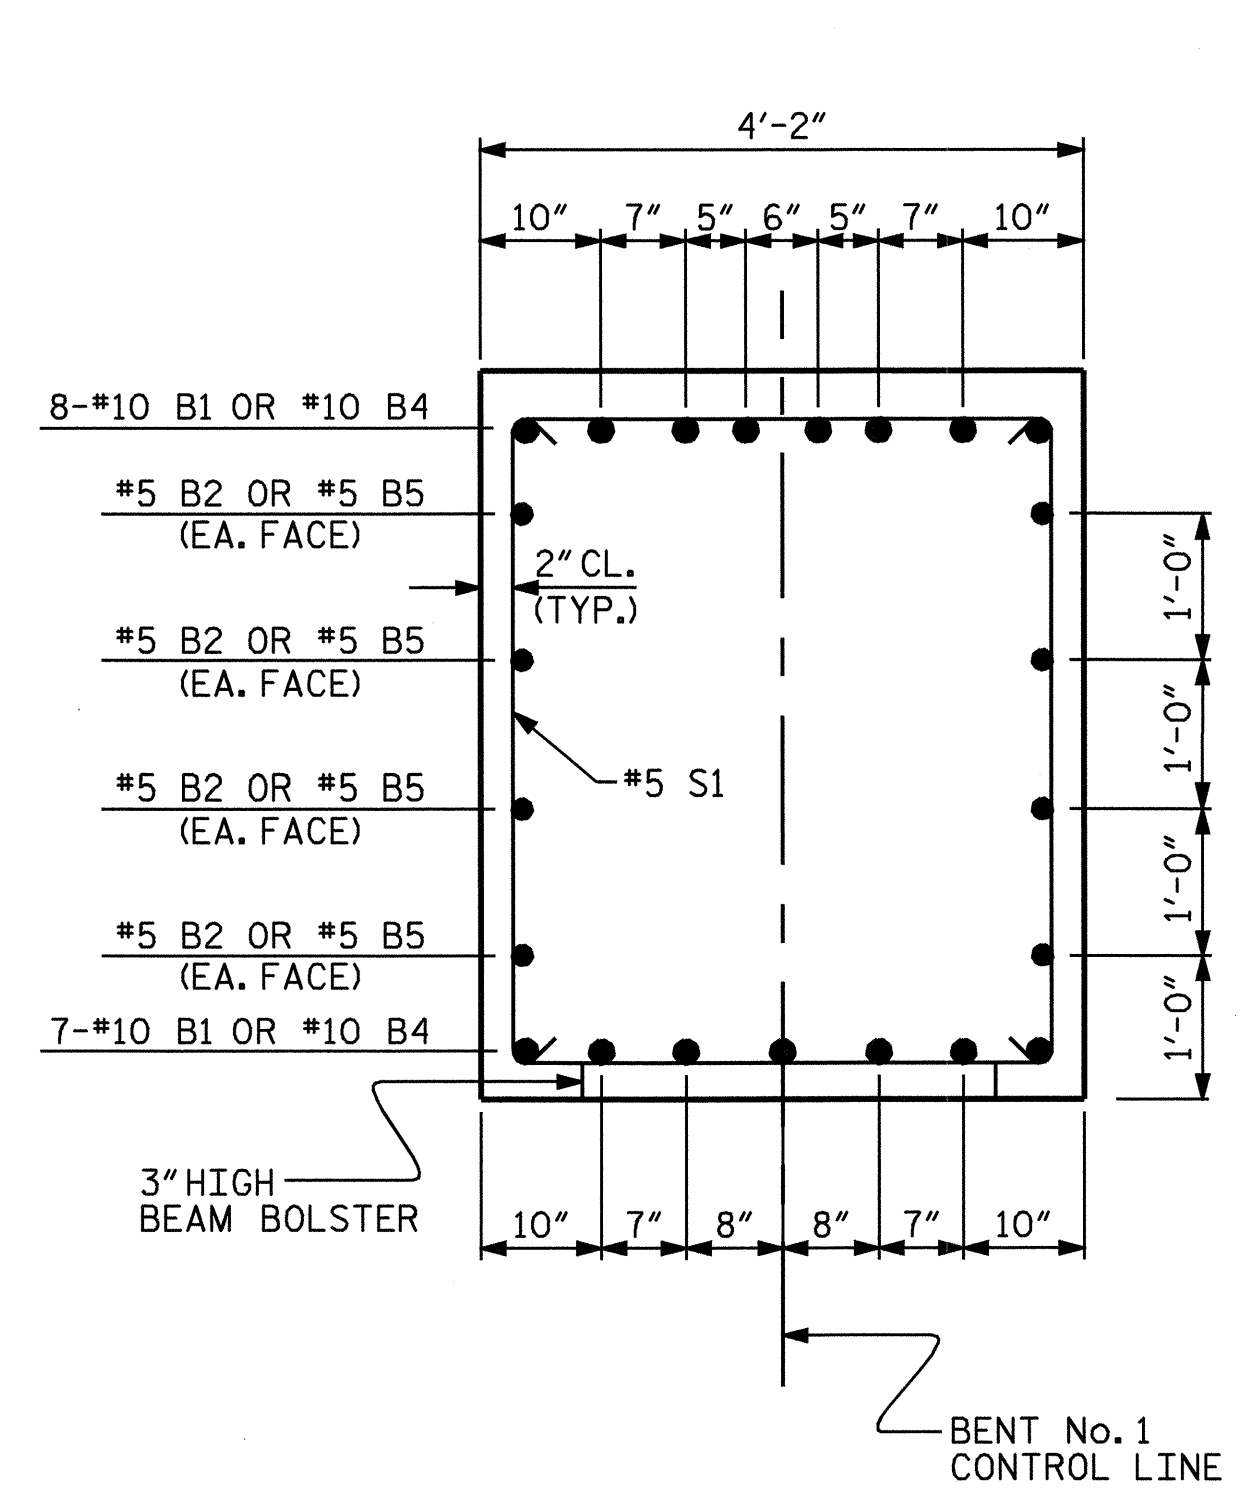 4'-2"
10" 7" 5" 6" 5" 7" 10"
8-#10 B1 OR #10 B4
#5 B2 OR #5 B5
(EA. FACE)
2" CL.
(TYP.)
1'-0"
#5 B2 OR #5 B5
(EA. FACE)
1'-0"
#5 S1
#5 B2 OR #5 B5
(EA. FACE)
1'-0"
#5 B2 OR #5 B5
(EA. FACE)
1'-0"
7-#10 B1 OR #10 B4
3" HIGH
BEAM BOLSTER
10" 7" 8" 8" 7" 10"
BENT No. 1
CONTROL LINE